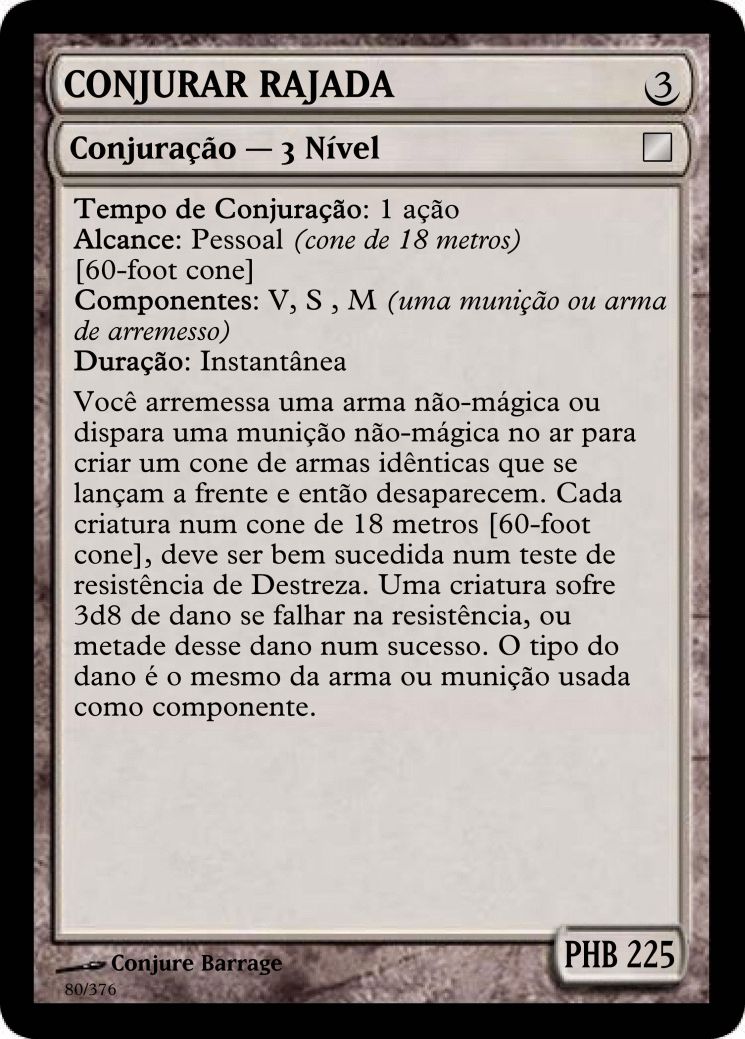 CONJURAR RAJADA 3
Conjuração — 3 Nível
Tempo de Conjuração: 1 ação
Alcance: Pessoal (cone de 18 metros)
[60-foot cone]
Componentes: V, S , M (uma munição ou arma
de arremesso)
Duração: Instantânea
Você arremessa uma arma não-mágica ou
dispara uma munição não-mágica no ar para
criar um cone de armas idênticas que se
lançam a frente e então desaparecem. Cada
criatura num cone de 18 metros [60-foot
cone], deve ser bem sucedida num teste de
resistência de Destreza. Uma criatura sofre
3d8 de dano se falhar na resistência, ou
metade desse dano num sucesso. O tipo do
dano é o mesmo da arma ou munição usada
como componente.
PHB 225
Conjure Barrage
80/376